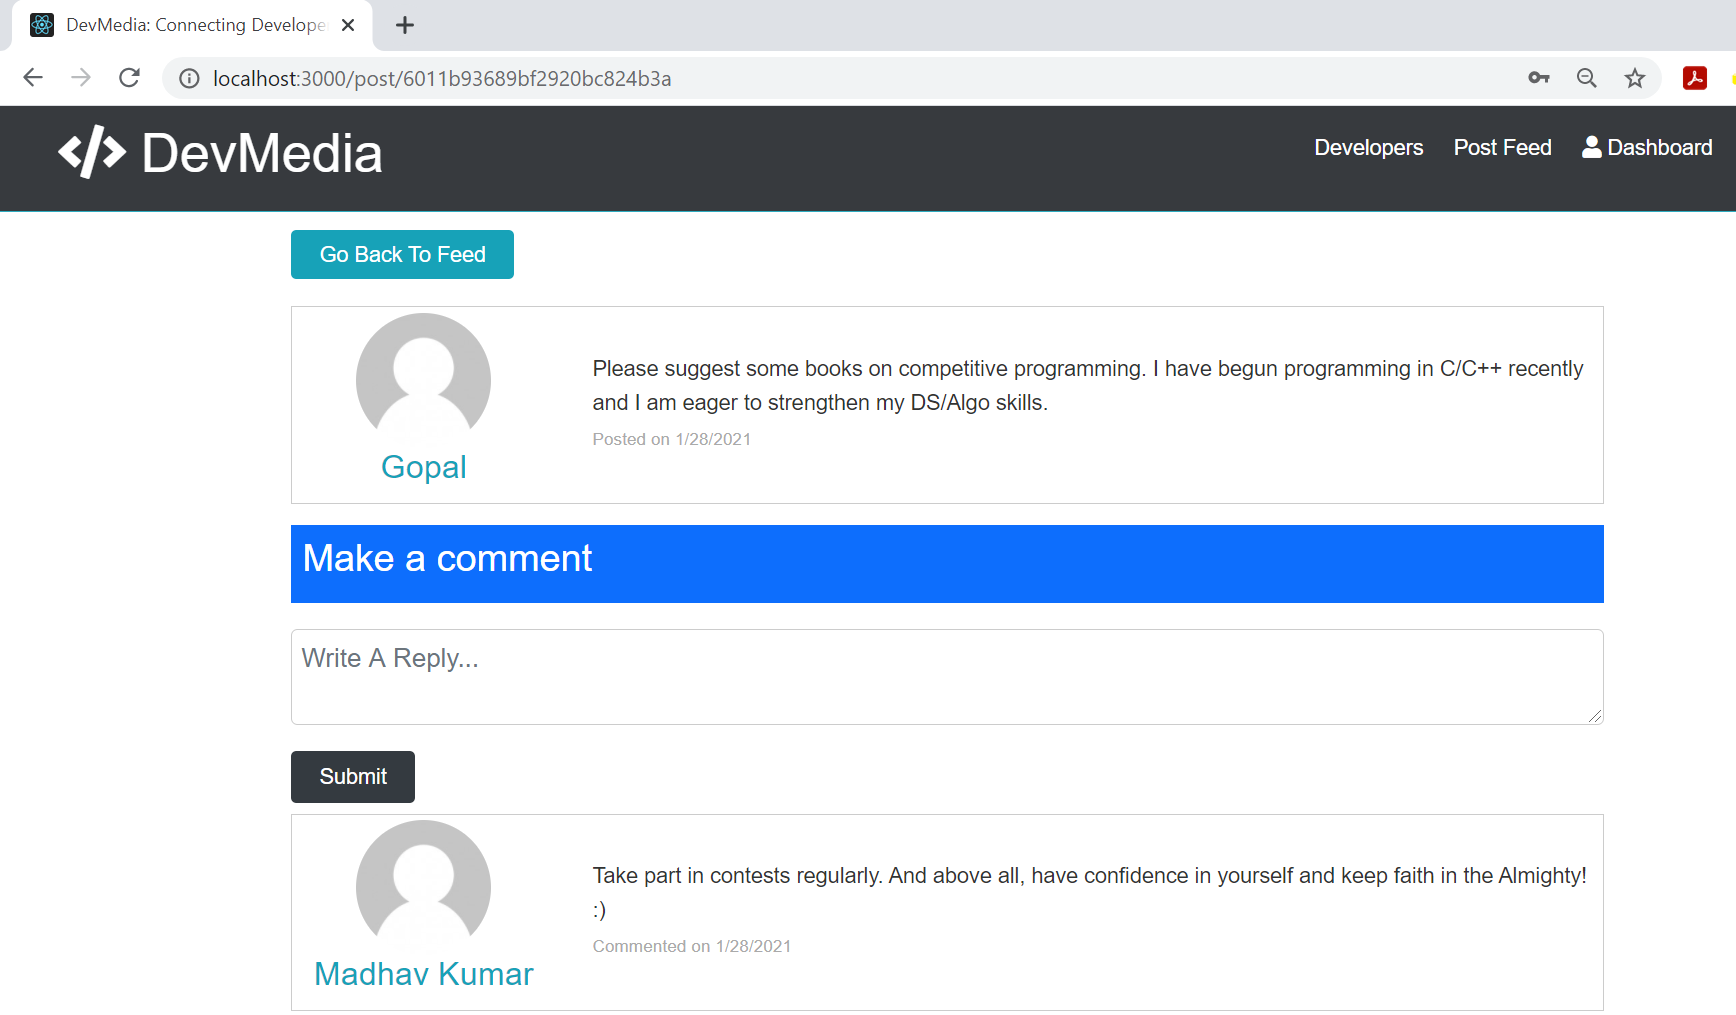 DevMedia: Connecting Develope
localhost:3000/post/6011b93689bf2920bc824b3a
DevMedia
Developers Post Feed Dashboard
Go Back To Feed
Please suggest some books on competitive programming. I have begun programming in C/C++ recently
and I am eager to strengthen my DS/Algo skills.
Posted on 1/28/2021
Gopal
Make a comment
Write A Reply...
Submit
Take part in contests regularly. And above all, have confidence in yourself and keep faith in the Almighty!
:)
Commented on 1/28/2021
Madhav Kumar